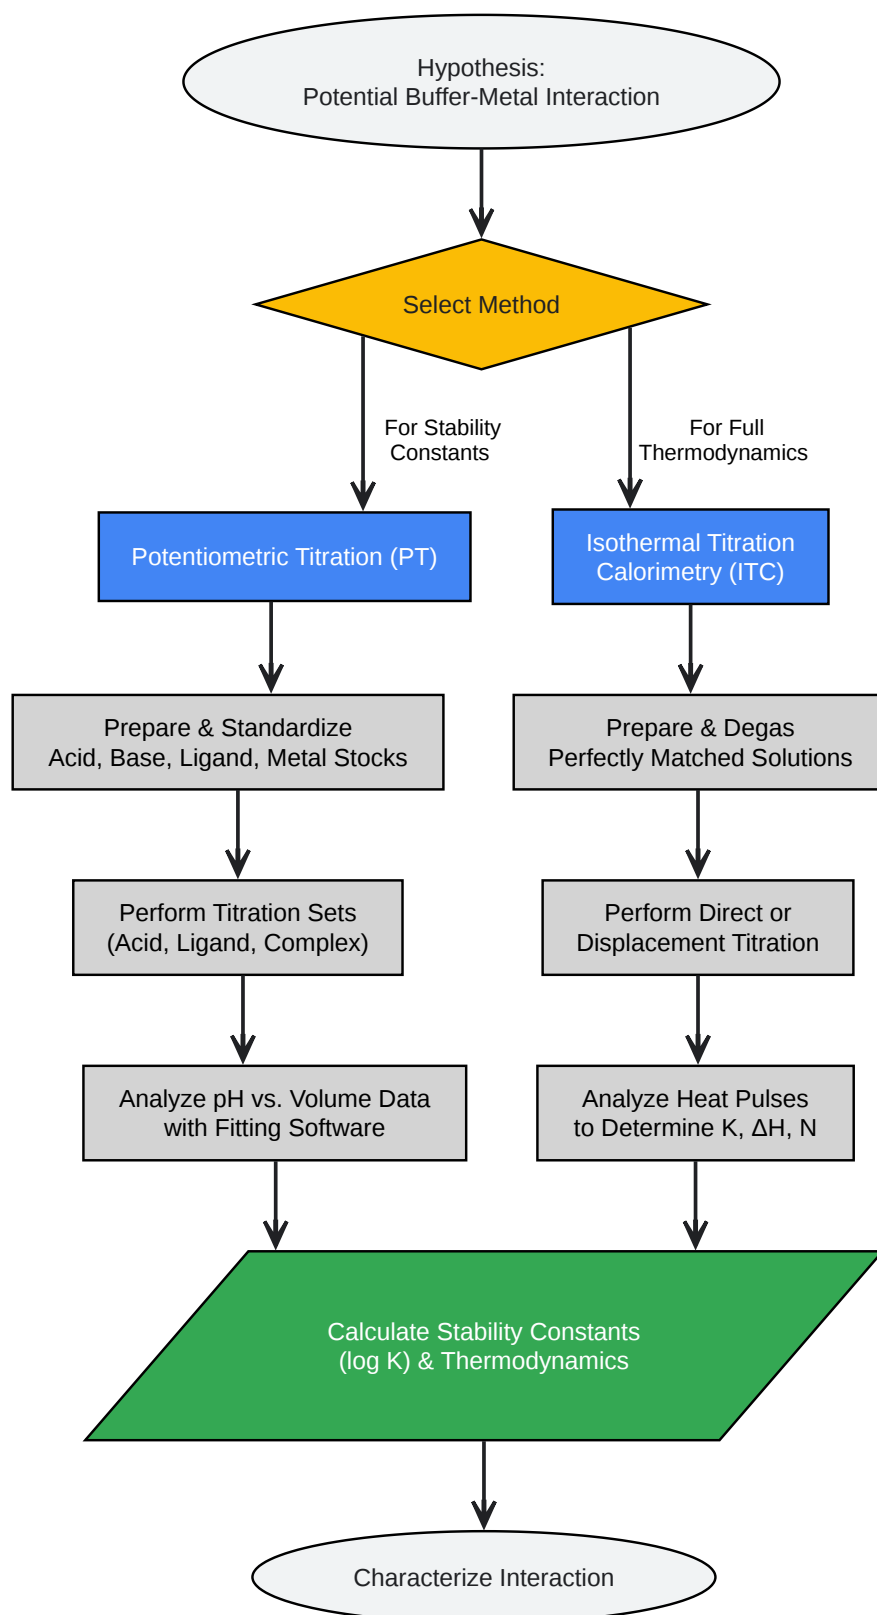 Hypothesis:
Potential Buffer-Metal Interaction
Select Method
For Stability
Constants
For Full
Thermodynamics
Potentiometric Titration (PT)
Isothermal Titration
Calorimetry (ITC)
Prepare & Standardize
Acid, Base, Ligand, Metal Stocks
Prepare & Degas
Perfectly Matched Solutions
Perform Titration Sets
(Acid, Ligand, Complex)
Perform Direct or
Displacement Titration
Analyze pH vs. Volume Data
with Fitting Software
Analyze Heat Pulses
to Determine K, ΔH, N
Calculate Stability Constants
(log K) & Thermodynamics
Characterize Interaction